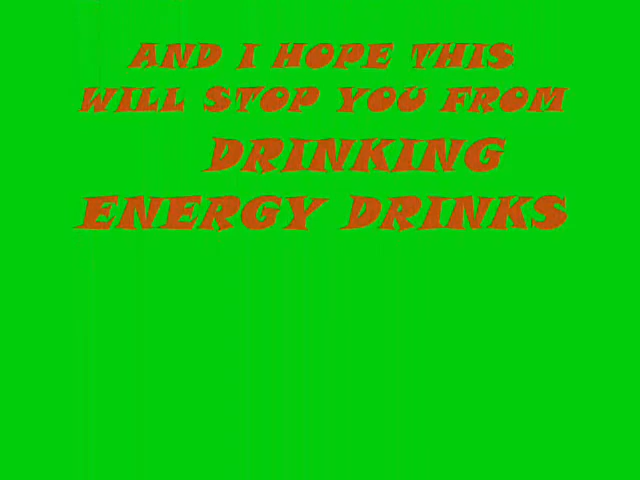 AND I HOPE THIS
WILL STOP YOU FROM
DRINKING
ENERGY DRINKS